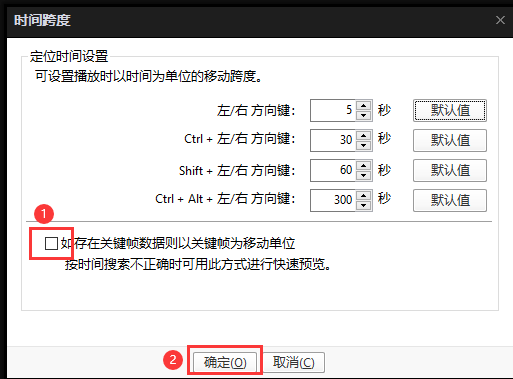 时间跨度
定位时间设置
可设置播放时以时间为单位的移动跨度。
左/右 方向键: 5 秒 默认值
Ctrl + 左/右 方向键: 30 秒 默认值
Shift + 左/右 方向键: 60 秒 默认值
Ctrl + Alt + 左/右 方向键: 300 秒 默认值
1
如存在关键帧数据则以关键帧为移动单位
按时间搜索不正确时可用此方式进行快速预览。
2 确定(O) 取消(C)